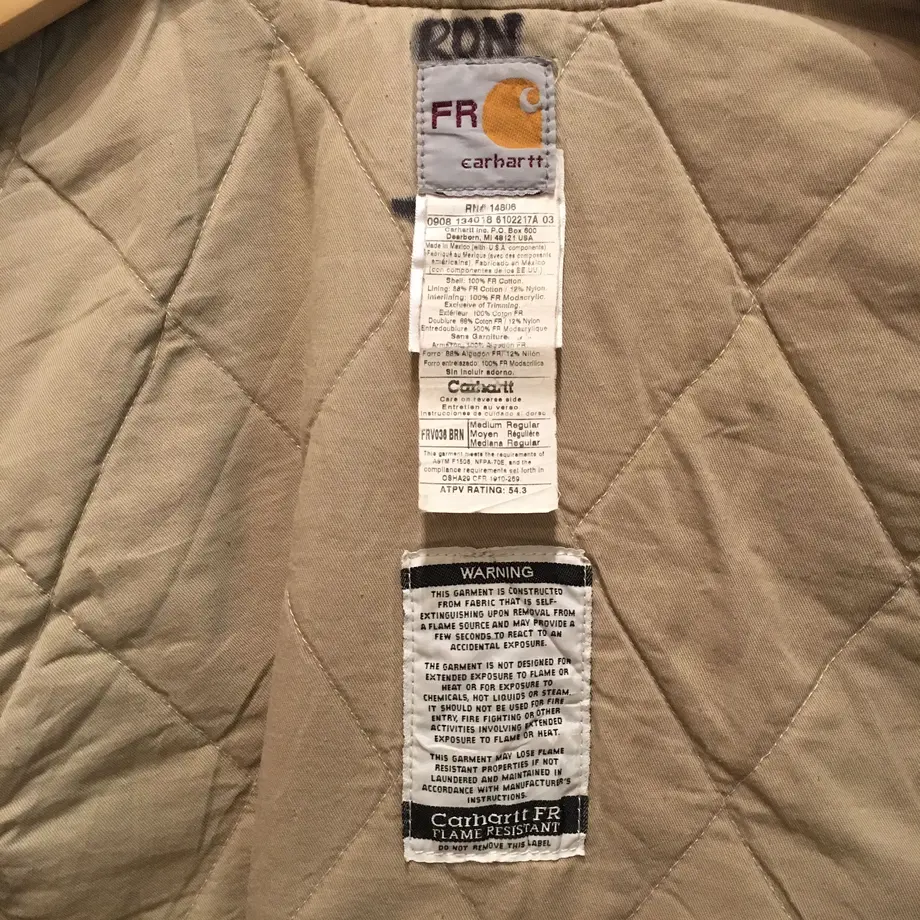 RON
FR
carhartt
RN# 14806
0908 134018 6102217A 03
Carhartt Inc. P.O. Box 600
Dearborn, MI 48121 USA
Made in Mexico (with U.S.A. components)
Fabriqué au Mexique (avec des composants
américains) Fabricado en México
(con componentes de los EE.UU.)
Shell: 100% FR Cotton.
Lining: 88% FR Cotton / 12% Nylon.
Interlining: 100% FR Modacrylic.
Exclusive of Trimming.
Extérieur: 100% Coton FR
Doublure: 88% Coton FR / 12% Nylon
Entredoublure: 100% FR Modacrylique
Sans Garniture.
100% Algodón FR
Forro: 88% Algodón FR/ 12% Nilón.
Forro entrelazado: 100% FR Modacrílica
Sin incluir adorno.
Carhartt
Care on reverse side
Entretien au verso
Instrucciones de cuidado al dorso
FRV038 BRN
Medium Regular
Moyen Régulière
Mediana Regular
This garment meets the requirements of
ASTM F1506, NFPA-70E, and the
compliance requirements set forth in
OSHA29 CFR 1910-269.
ATPV RATING: 54.3
WARNING
THIS GARMENT IS CONSTRUCTED
FROM FABRIC THAT IS SELF-
EXTINGUISHING UPON REMOVAL FROM
A FLAME SOURCE AND MAY PROVIDE A
FEW SECONDS TO REACT TO AN
ACCIDENTAL EXPOSURE.
THE GARMENT IS NOT DESIGNED FOR
EXTENDED EXPOSURE TO FLAME OR
HEAT OR FOR EXPOSURE TO
CHEMICALS, HOT LIQUIDS OR STEAM.
IT SHOULD NOT BE USED FOR FIRE
ENTRY, FIRE FIGHTING OR OTHER
ACTIVITIES INVOLVING EXTENDED
EXPOSURE TO FLAME OR HEAT.
THIS GARMENT MAY LOSE FLAME
RESISTANT PROPERTIES IF NOT
LAUNDERED AND MAINTAINED IN
ACCORDANCE WITH MANUFACTURER'S
INSTRUCTIONS.
Carhartt FR
FLAME RESISTANT
DO NOT REMOVE THIS LABEL